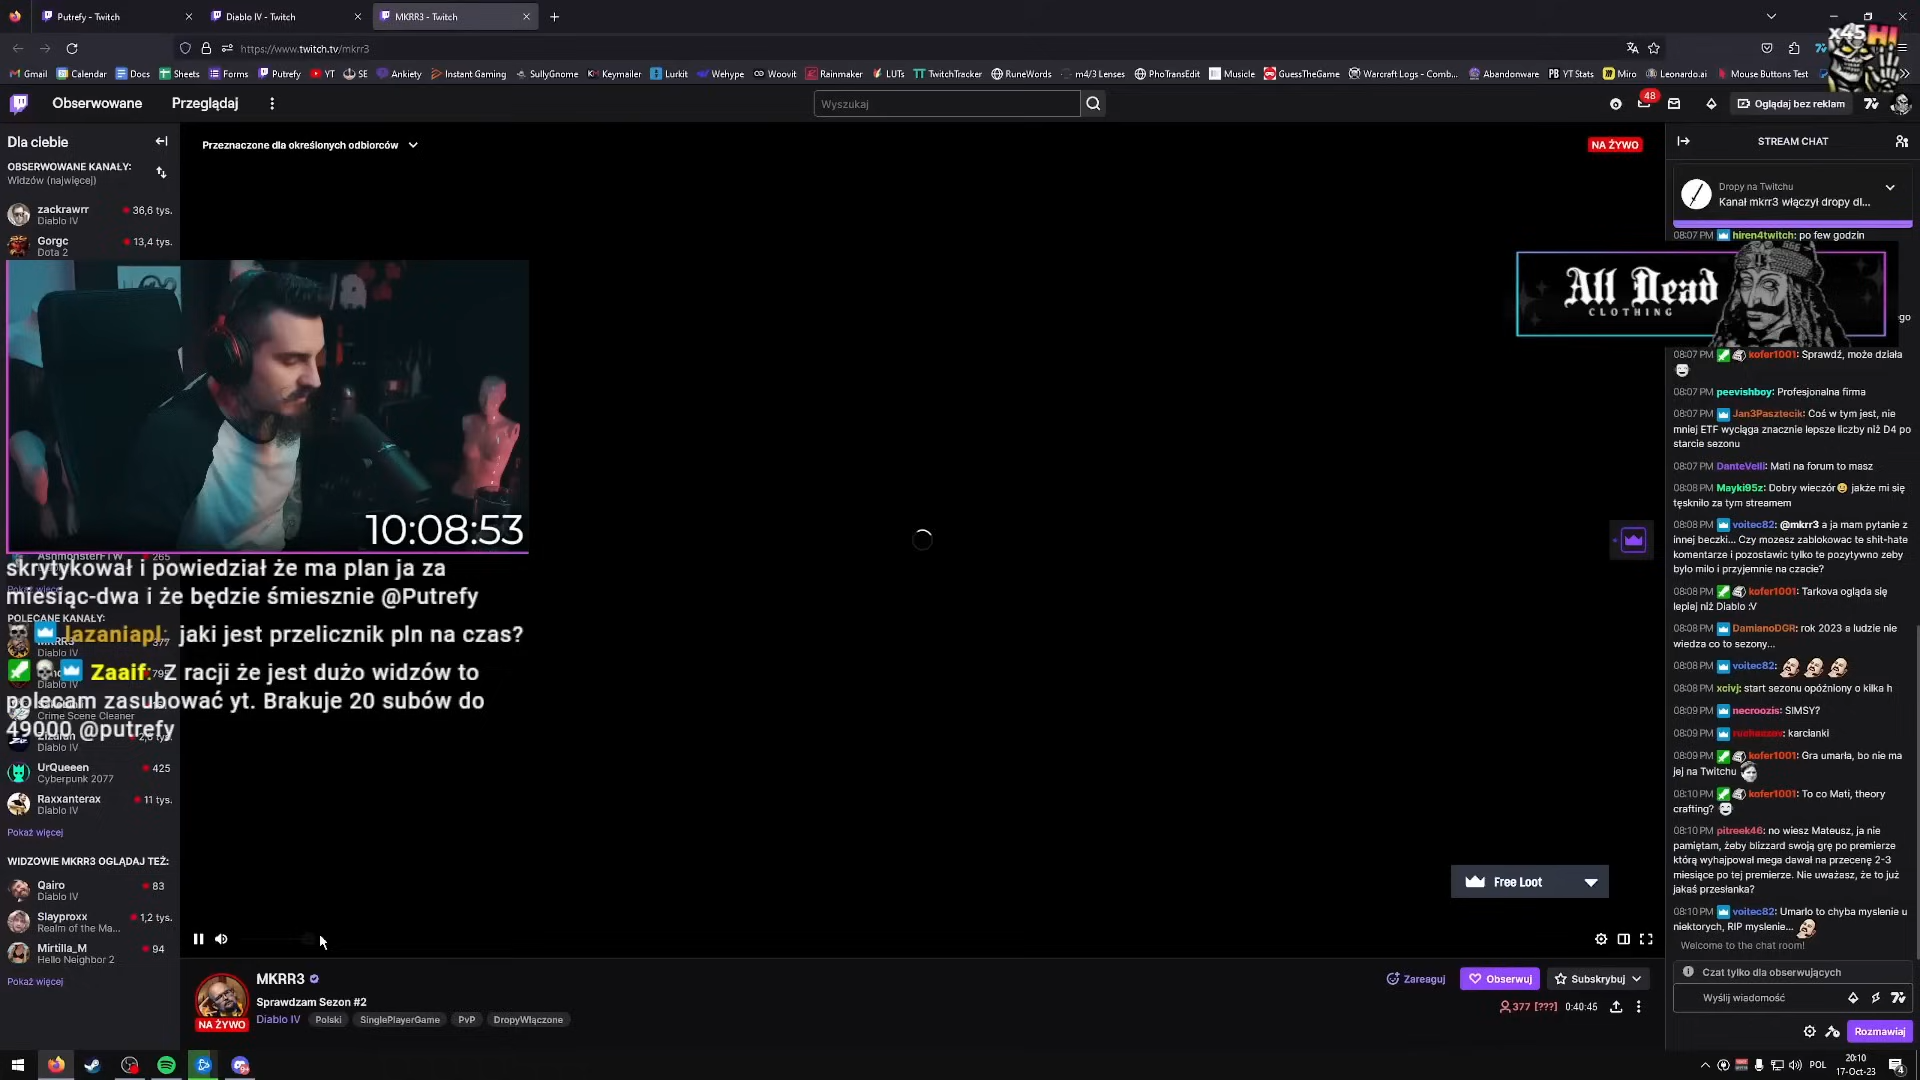 Putrefy - Twitch
Diablo IV - Twitch
MKRR3 - Twitch
https://www.twitch.tv/mkrr3
x45 HI
Gmail
Calendar
Docs
Sheets
Forms
Putrefy
YT
SE
Ankiety
Instant Gaming
SullyGnome
Keymailer
Lurkit
Wehype
Woovit
Rainmaker
LUTs
TwitchTracker
RuneWords
m4/3 Lenses
PhoTransEdit
Musicle
GuessTheGame
Warcraft Logs - Comb...
Abandonware
YT Stats
Miro
Leonardo.ai
Mouse Buttons Test
Obserwowane
Przeglądaj
Wyszukaj
48
Oglądaj bez reklam
Dla ciebie
OBSERWOWANE KANAŁY:
Widzów (najwięcej)
zackrawrr
36,6 tys.
Diablo IV
Gorgc
13,4 tys.
Dota 2
10:08:53
AshmonsterFTW
265
skrytykował i powiedział że ma plan ja za
miesiąc-dwa i że będzie śmiesznie @Putrefy
POLECANE KANAŁY:
MKRR3
377
lazaniapl: jaki jest przelicznik pln na czas?
Zaaif: Z racji że jest dużo widzów to
polecam zasubować yt. Brakuje 20 subów do
49000 @putrefy
Diablo IV
Crime Scene Cleaner
Diablo IV
UrQueeen
425
Cyberpunk 2077
Raxxanterax
11 tys.
Diablo IV
Pokaż więcej
WIDZOWIE MKRR3 OGLĄDAJ TEŻ:
Qairo
83
Diablo IV
Slayproxx
1,2 tys.
Realm of the Ma...
Mirtilla_M
94
Hello Neighbor 2
Pokaż więcej
Przeznaczone dla określonych odbiorców
NA ŻYWO
Free Loot
MKRR3
Sprawdzam Sezon #2
NA ŻYWO
Diablo IV
Polski
SinglePlayerGame
PvP
DropyWłączone
Zareaguj
Obserwuj
Subskrybuj
377 [???]
0:40:45
STREAM CHAT
Dropy na Twitchu
Kanał mkrr3 włączył dropy dl...
08:07 PM hiren4twitch: po few godzin
All Dead
CLOTHING
666
go
08:07 PM kofer1001: Sprawdź, może działa
08:07 PM peevishboy: Profesjonalna firma
08:07 PM Jan3Pasztecik: Coś w tym jest, nie
mniej ETF wyciąga znacznie lepsze liczby niż D4 po
starcie sezonu
08:07 PM DanteVelli: Mati na forum to masz
08:08 PM Mayki95z: Dobry wieczór jakże mi się
tęskniło za tym streamem
08:08 PM voitec82: @mkrr3 a ja mam pytanie z
innej beczki... Czy mozesz zablokowac te shit-hate
komentarze i pozostawic tylko te pozytywno zeby
bylo milo i przyjemnie na czacie?
08:08 PM kofer1001: Tarkova ogląda się
lepiej niż Diablo :V
08:08 PM DamianoDGR: rok 2023 a ludzie nie
wiedza co to sezony...
08:08 PM voitec82:
08:08 PM xcivj: start sezonu opóźniony o kilka h
08:09 PM necroozis: SIMSY?
08:09 PM karcianki
08:09 PM kofer1001: Gra umarła, bo nie ma
jej na Twitchu
08:10 PM kofer1001: To co Mati, theory
crafting?
08:10 PM pitreek46: no wiesz Mateusz, ja nie
pamiętam, żeby blizzard swoją grę po premierze
którą wyhajpował mega dawał na przecenę 2-3
miesiące po tej premierze. Nie uważasz, że to już
jakaś przesłanka?
08:10 PM voitec82: Umarło to chyba myslenie u
niektorych, RIP myslenie...
Welcome to the chat room!
Czat tylko dla obserwujących
Wyślij wiadomość
Rozmawiaj
POL
20:10
17-Oct-23
4